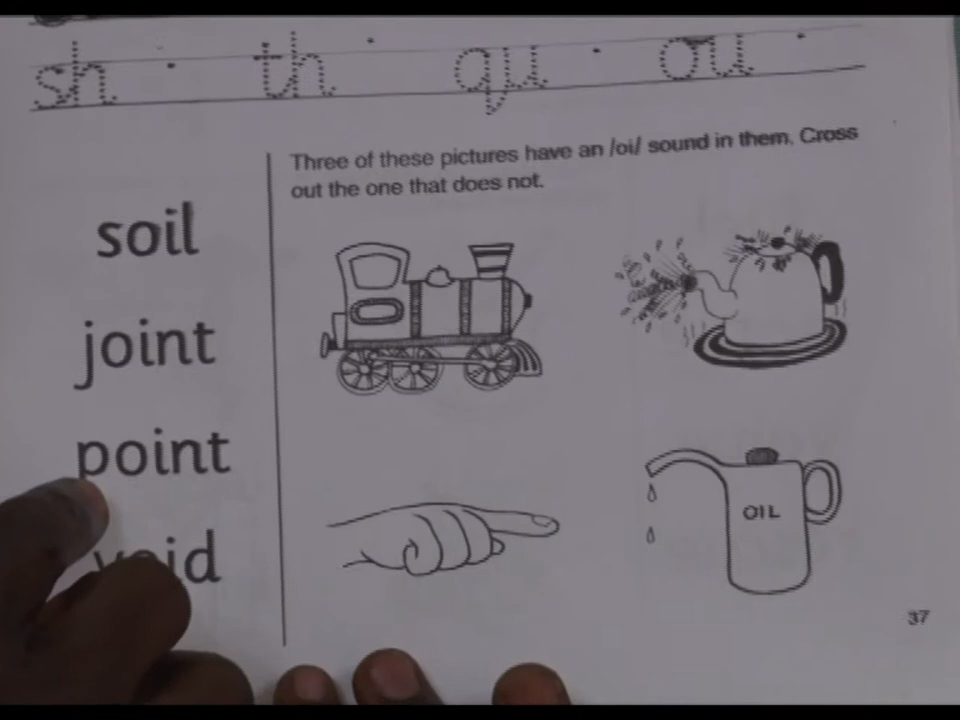 sh th qu ou
Three of these pictures have an /oi/ sound in them. Cross
out the one that does not.
soil
joint
point
void
OIL
37